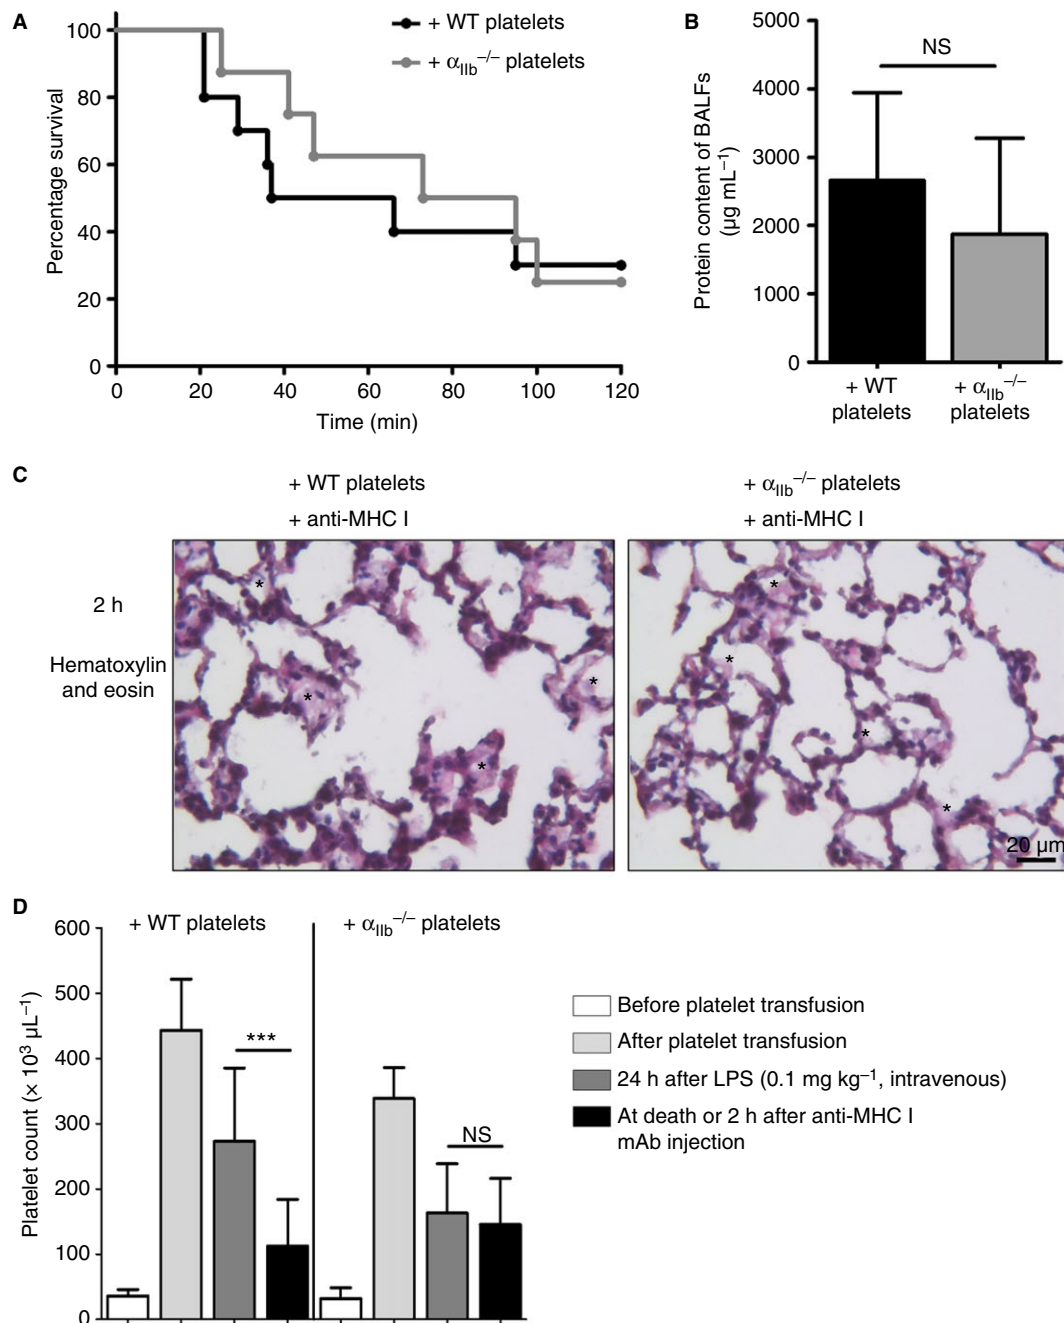 A
100
80
60
40
20
0
Percentage survival
0 20 40 60 80 100 120
Time (min)
+ WT platelets
+ αIIb−/− platelets
B
5000
4000
3000
2000
1000
0
Protein content of BALFs
(µg mL−1)
NS
+ WT
platelets
+ αIIb−/−
platelets
C
+ WT platelets
+ anti-MHC I
+ αIIb−/− platelets
+ anti-MHC I
2 h
Hematoxylin
and eosin
* * * *
* * * *
20 µm
D
+ WT platelets
+ αIIb−/− platelets
600
500
400
300
200
100
0
Platelet count (× 10³ µL−1)
***
NS
Before platelet transfusion
After platelet transfusion
24 h after LPS (0.1 mg kg−1, intravenous)
At death or 2 h after anti-MHC I
mAb injection